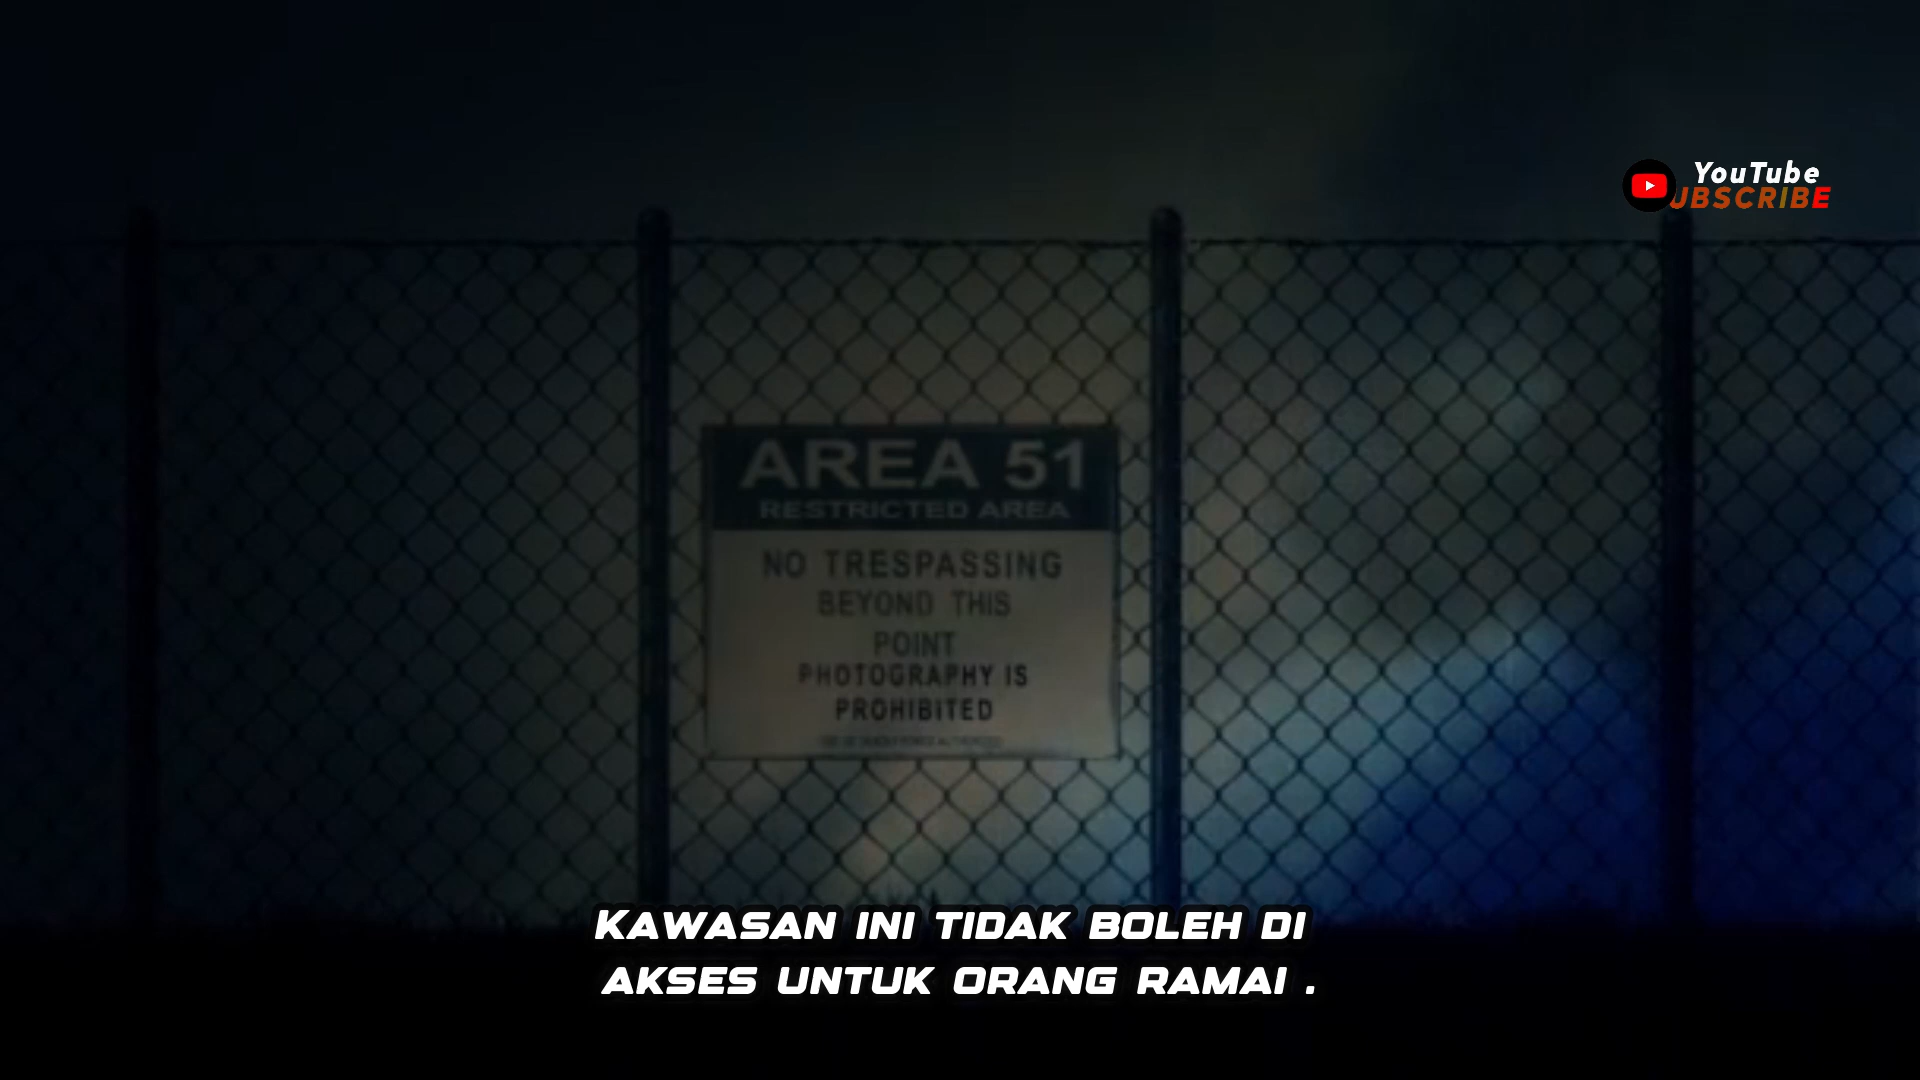 YouTube
UBSCRIBE
AREA 51
RESTRICTED AREA
NO TRESPASSING
BEYOND THIS
POINT
PHOTOGRAPHY IS
PROHIBITED
KAWASAN INI TIDAK BOLEH DI
AKSES UNTUK ORANG RAMAI .